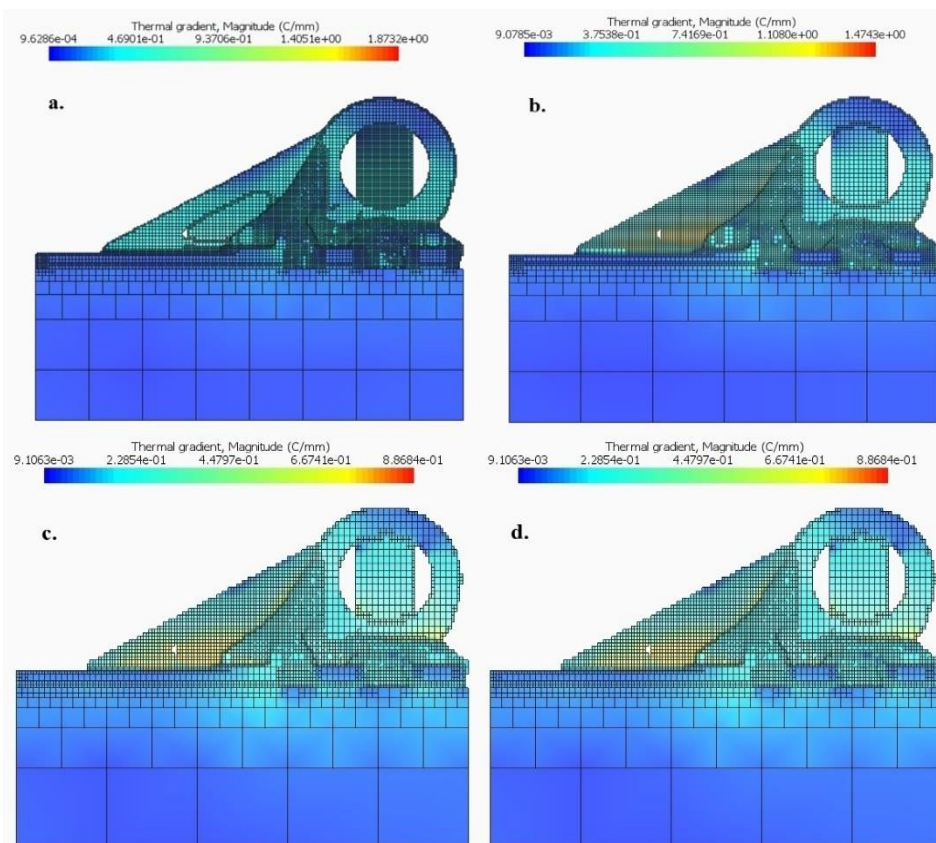 Thermal gradient, Magnitude (C/mm)
9.6286e-04 4.6901e-01 9.3706e-01 1.4051e+00 1.8732e+00
a.
Thermal gradient, Magnitude (C/mm)
9.0785e-03 3.7538e-01 7.4169e-01 1.1080e+00 1.4743e+00
b.
Thermal gradient, Magnitude (C/mm)
9.1063e-03 2.2854e-01 4.4797e-01 6.6741e-01 8.8684e-01
c.
Thermal gradient, Magnitude (C/mm)
9.1063e-03 2.2854e-01 4.4797e-01 6.6741e-01 8.8684e-01
d.